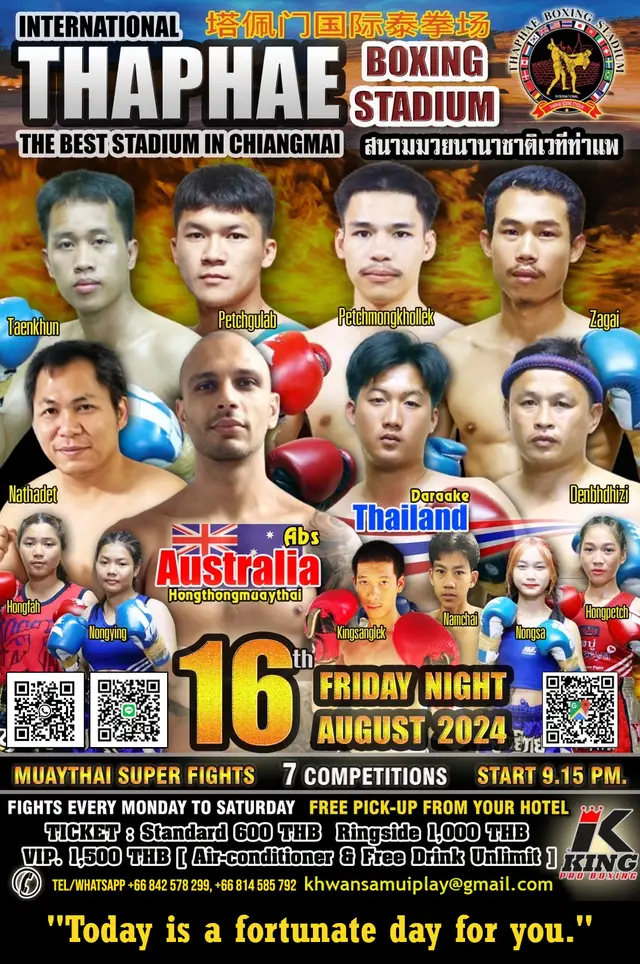 INTERNATIONAL
塔佩门国际泰拳场
THAPHAE
BOXING
STADIUM
THE BEST STADIUM IN CHIANGMAI
สนามมวยนานาชาติเวทีท่าแพ
THAPHAE BOXING STADIUM
Taenkhun
Petchgulab
Petchmongkhollek
Zagai
Nathadet
Abs
Australia
Hongthongmuaythai
Daraake
Thailand
Denbhdhizi
Hongfah
Nongying
Kingsanglek
Namchai
Nongsa
Hongpetch
16th
FRIDAY NIGHT
AUGUST 2024
MUAYTHAI SUPER FIGHTS 7 COMPETITIONS START 9.15 PM.
FIGHTS EVERY MONDAY TO SATURDAY FREE PICK-UP FROM YOUR HOTEL
TICKET : Standard 600 THB Ringside 1,000 THB
VIP. 1,500 THB [ Air-conditioner & Free Drink Unlimit ]
K
KING
PRO BOXING
TEL/WHATSAPP +66 842 578 299, +66 814 585 792 khwansamuiplay@gmail.com
"Today is a fortunate day for you."